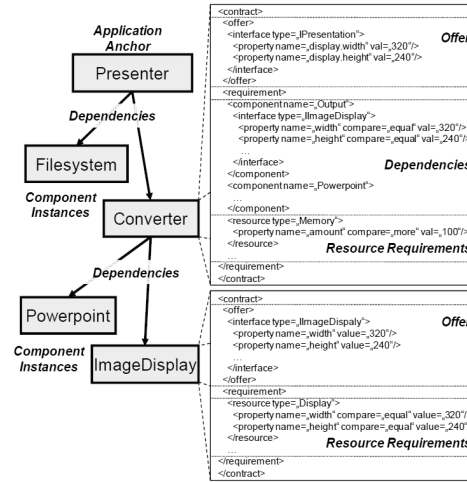 Application
Anchor
Presenter
Dependencies
Filesystem
Component
Instances
Converter
Dependencies
Powerpoint
Component
Instances
ImageDisplay
<contract>
<offer>
Offer
<interface type=„IPresentation“>
<property name=„display.width“ val=„320“/>
<property name=„display.height“ val=„240“/>
</interface>
</offer>
<requirement>
<component name=„Output“>
<interface type=„IImageDisplay“>
<property name=„width“ compare=„equal“ val=„320“/>
<property name=„height“ compare=„equal“ val=„240“/>
...
</interface>
Dependencies
</component>
<component name=„Powerpoint“>
...
</component>
<resource type=„Memory“>
<property name=„amount“ compare=„more“ val=„100“/>
</resource>
Resource Requirements
...
</requirement>
</contract>
<contract>
<offer>
Offer
<interface type=„IImageDispaly“>
<property name=„width“ value=„320“/>
<property name=„height“ value=„240“/>
...
</interface>
</offer>
<requirement>
<resource type=„Display“>
<property name=„width“ compare=„equal“ value=„320“/
<property name=„height“ compare=„equal“ value=„240“
</resource>
Resource Requirements
...
</requirement>
</contract>